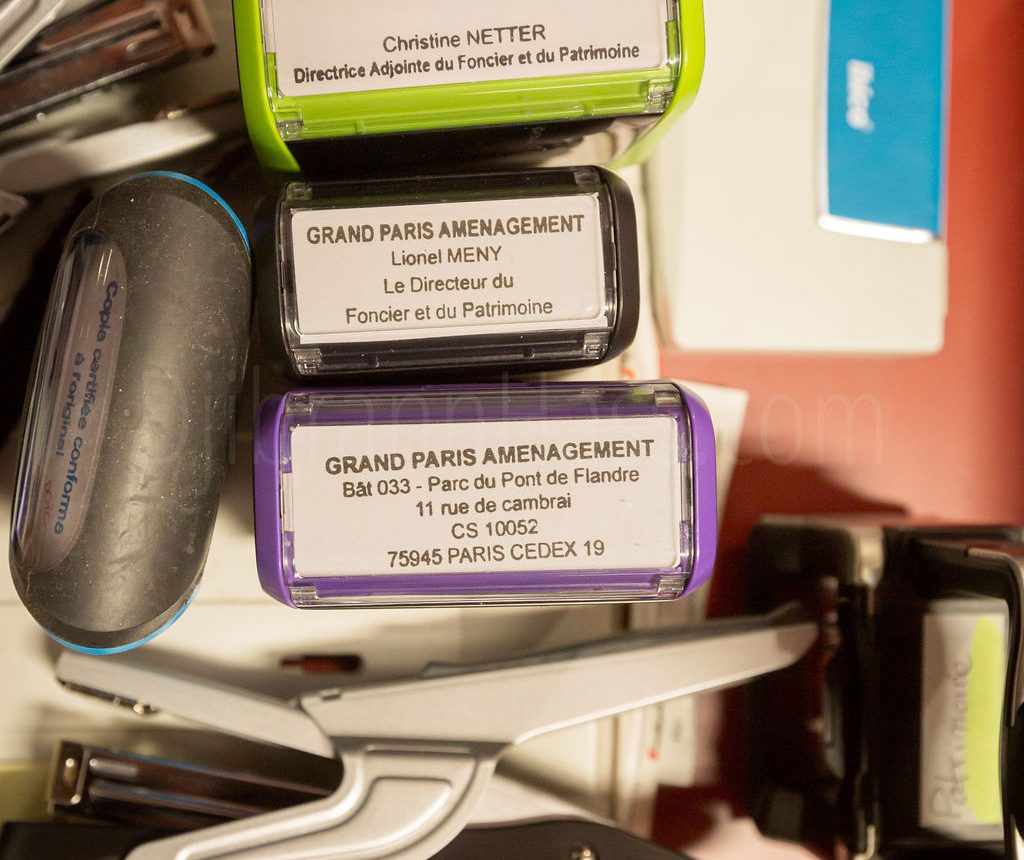 Christine NETTER
Directrice Adjointe du Foncier et du Patrimoine
GRAND PARIS AMENAGEMENT
Lionel MENY
Le Directeur du
Foncier et du Patrimoine
GRAND PARIS AMENAGEMENT
Bât 033 - Parc du Pont de Flandre
11 rue de cambrai
CS 10052
75945 PARIS CEDEX 19
Copie certifiée conforme
à l'original
Patrimoine